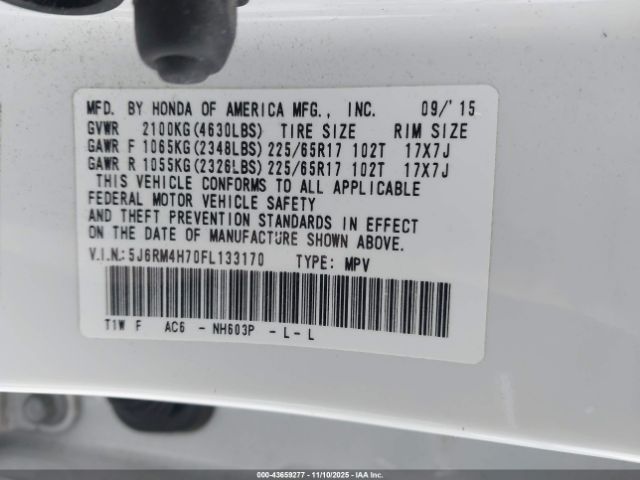 MFD. BY HONDA OF AMERICA MFG., INC. 09/'15
GVWR 2100KG(4630LBS) TIRE SIZE RIM SIZE
GAWR F 1065KG(2348LBS) 225/65R17 102T 17X7J
GAWR R 1055KG(2326LBS) 225/65R17 102T 17X7J
THIS VEHICLE CONFORMS TO ALL APPLICABLE
FEDERAL MOTOR VEHICLE SAFETY
AND THEFT PREVENTION STANDARDS IN EFFECT
ON THE DATE OF MANUFACTURE SHOWN ABOVE.
V.I.N.:5J6RM4H70FL133170 TYPE: MPV
T1W F AC6 - NH603P - L - L
000-43659277 - 11/10/2025 - IAAI.COM